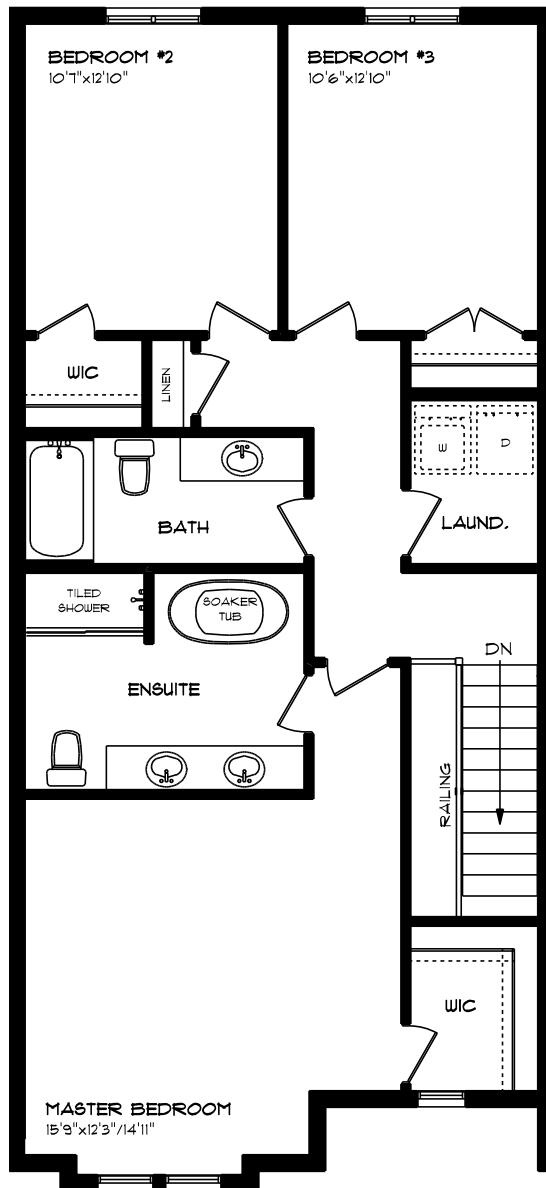 BEDROOM #2
10'7"x12'10"
BEDROOM #3
10'6"x12'10"
WIC
LINEN
W
D
BATH
LAUND.
TILED
SHOWER
SOAKER
TUB
DN
ENSUITE
RAILING
WIC
MASTER BEDROOM
15'9"x12'3"/14'11"